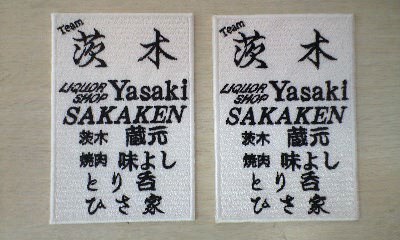 Team
茨木
LIQUOR SHOP Yasaki
SAKAKEN
茨木 蔵元
焼肉 味よし
とり呑
ひさ家
Team
茨木
LIQUOR SHOP Yasaki
SAKAKEN
茨木 蔵元
焼肉 味よし
とり呑
ひさ家